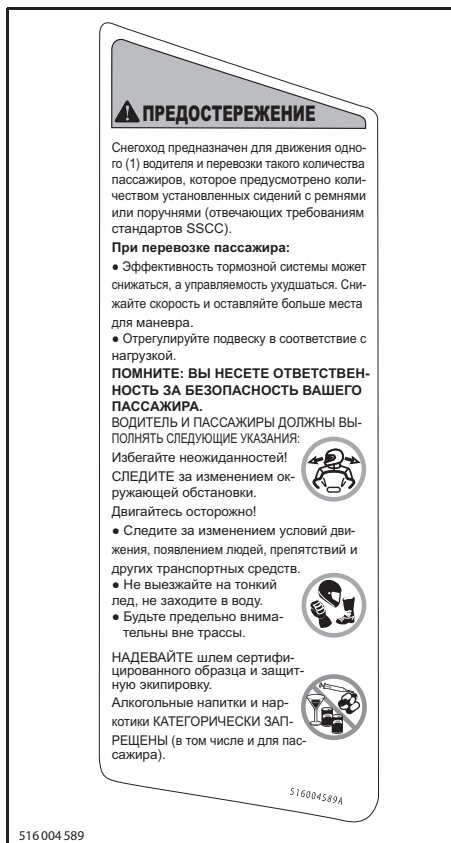 ПРЕДОСТЕРЕЖЕНИЕ
Снегоход предназначен для движения одно-
го (1) водителя и перевозки такого количества
пассажиров, которое предусмотрено коли-
чеством установленных сидений с ремнями
или поручнями (отвечающих требованиям
стандартов SSCC).
При перевозке пассажира:
● Эффективность тормозной системы может
снижаться, а управляемость ухудшаться. Сни-
жайте скорость и оставляйте больше места
для маневра.
● Отрегулируйте подвеску в соответствие с
нагрузкой.
ПОМНИТЕ: ВЫ НЕСЕТЕ ОТВЕТСТВЕН-
НОСТЬ ЗА БЕЗОПАСНОСТЬ ВАШЕГО
ПАССАЖИРА.
ВОДИТЕЛЬ И ПАССАЖИРЫ ДОЛЖНЫ ВЫ-
ПОЛНЯТЬ СЛЕДУЮЩИЕ УКАЗАНИЯ:
Избегайте неожиданностей!
СЛЕДИТЕ за изменением ок-
ружающей обстановки.
Двигайтесь осторожно!
● Следите за изменением условий дви-
жения, появлением людей, препятствий и
других транспортных средств.
● Не выезжайте на тонкий
лед, не заходите в воду.
● Будьте предельно внима-
тельны вне трассы.
НАДЕВАЙТЕ шлем сертифи-
цированного образца и защит-
ную экипировку.
Алкогольные напитки и нар-
котики КАТЕГОРИЧЕСКИ ЗАП-
РЕЩЕНЫ (в том числе и для пас-
сажира).
516004589A
516 004 589